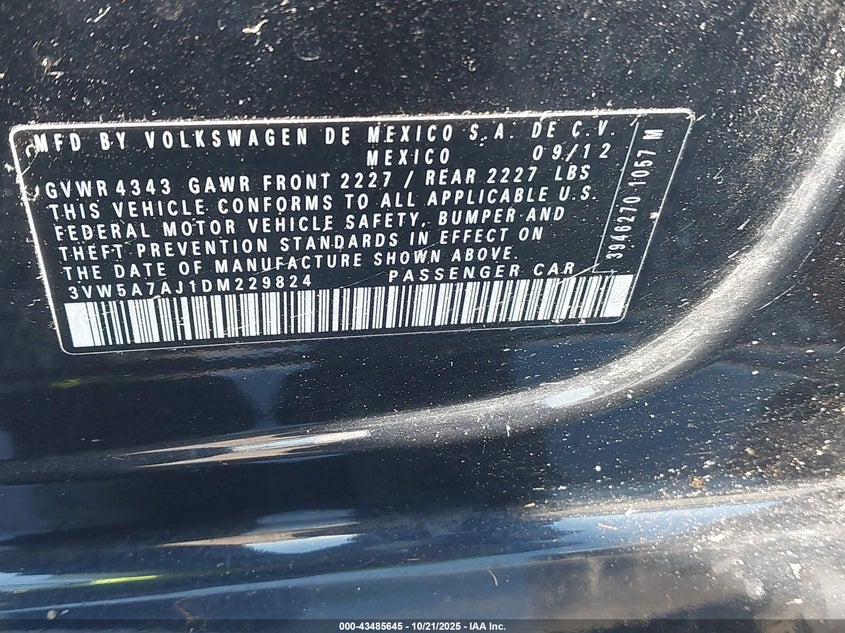 MFD BY VOLKSWAGEN DE MEXICO S.A. DE C.V.
MEXICO 09/12
GVWR 4343 GAWR FRONT 2227 / REAR 2227 LBS
THIS VEHICLE CONFORMS TO ALL APPLICABLE U.S.
FEDERAL MOTOR VEHICLE SAFETY, BUMPER AND
THEFT PREVENTION STANDARDS IN EFFECT ON
THE DATE OF MANUFACTURE SHOWN ABOVE.
3VW5A7AJ1DM229824 PASSENGER CAR
3946270 1057 M
000-43485645 - 10/21/2025 - IAA Inc.